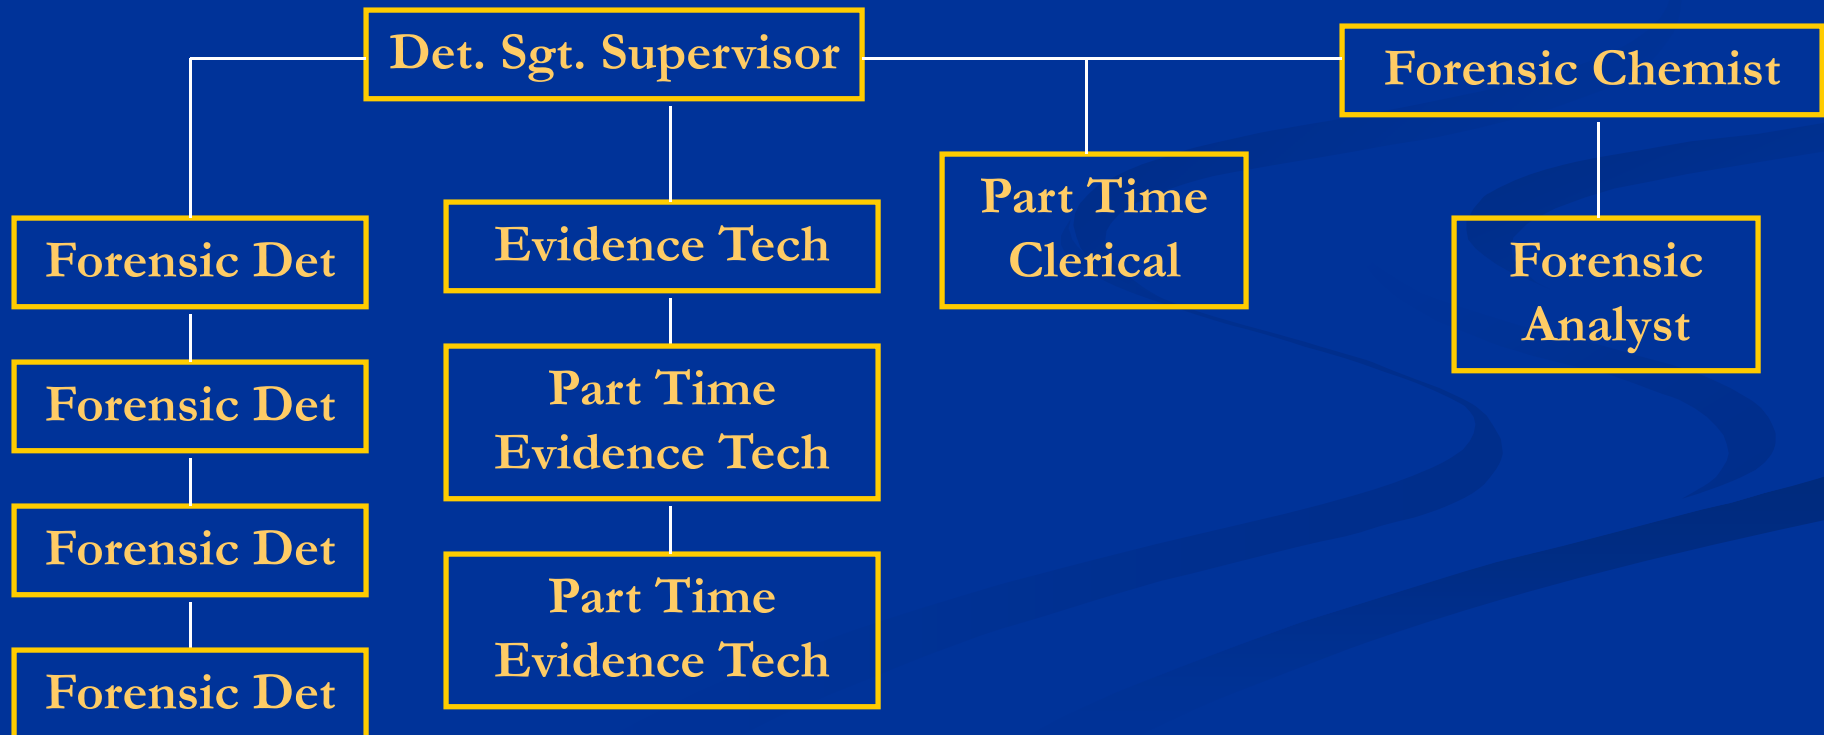 Det. Sgt. Supervisor
Forensic Chemist
Forensic Det
Forensic Det
Forensic Det
Forensic Det
Evidence Tech
Part Time
Evidence Tech
Part Time
Evidence Tech
Part Time
Clerical
Forensic
Analyst